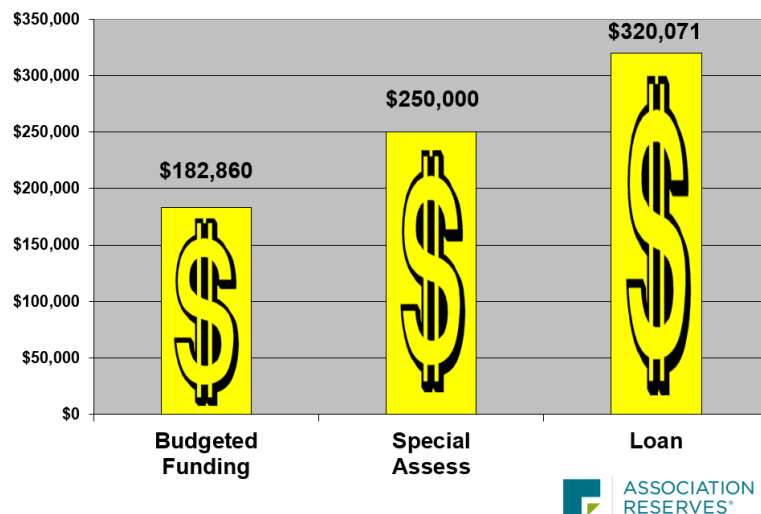 $350,000
$300,000
$250,000
$200,000
$150,000
$100,000
$50,000
$0
$182,860
$250,000
$320,071
$
$
$
Budgeted
Funding
Special
Assess
Loan
ASSOCIATION
RESERVES®